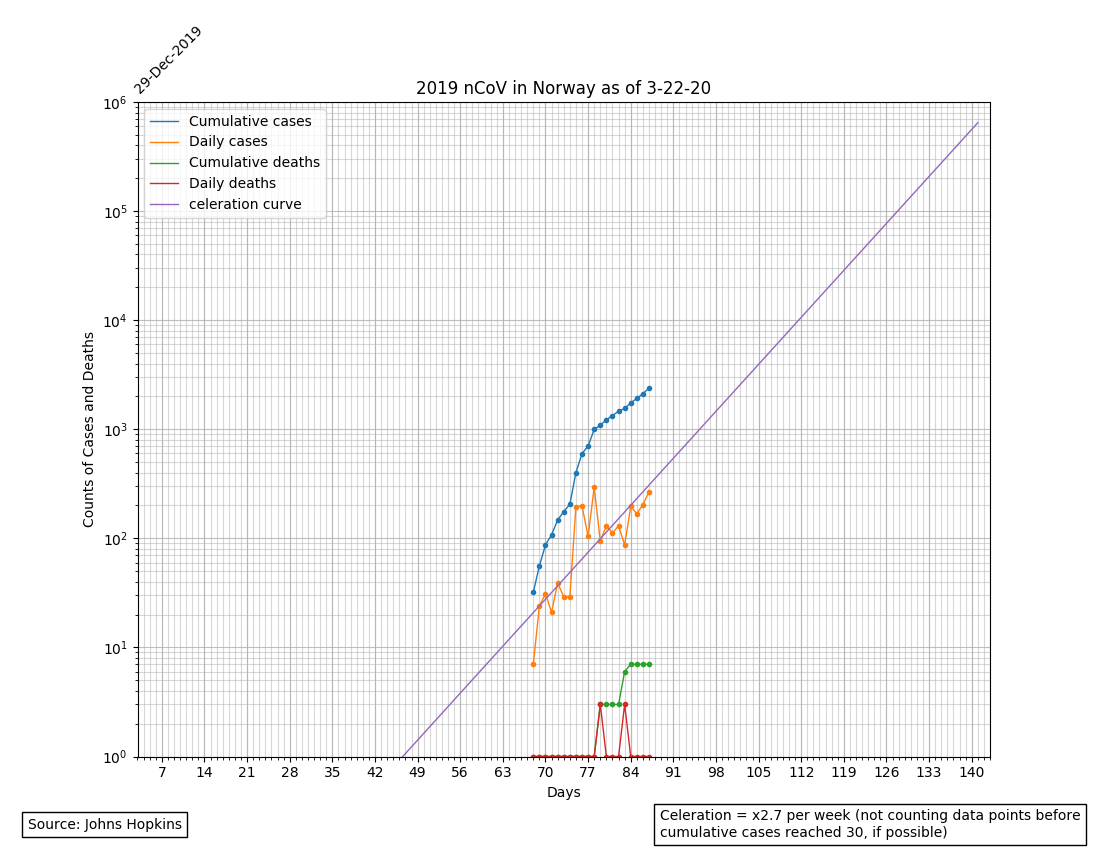 29-Dec-2019
2019 nCoV in Norway as of 3-22-20
Cumulative cases
Daily cases
Cumulative deaths
Daily deaths
celeration curve
10⁶
10⁵
10⁴
10³
10²
10¹
10⁰
Counts of Cases and Deaths
7 14 21 28 35 42 49 56 63 70 77 84 91 98 105 112 119 126 133 140
Days
Source: Johns Hopkins
Celeration = x2.7 per week (not counting data points before
cumulative cases reached 30, if possible)